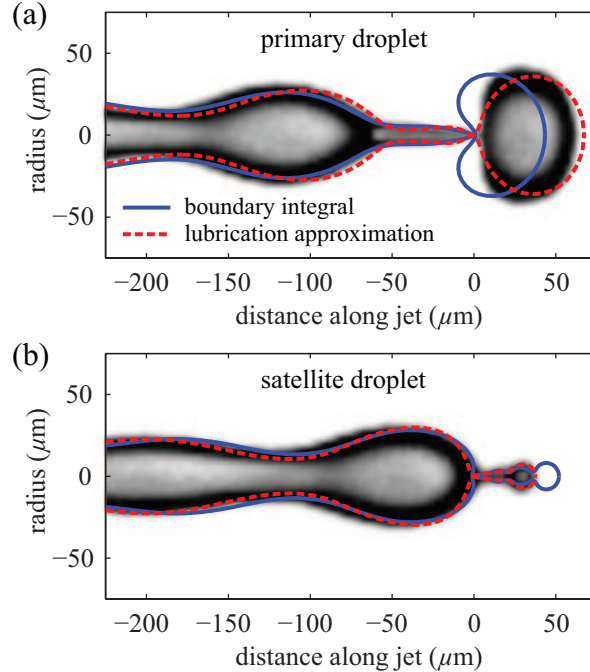 (a)
primary droplet
50
0
−50
radius (µm)
boundary integral
lubrication approximation
−200 −150 −100 −50 0 50
distance along jet (µm)
(b)
satellite droplet
50
0
−50
radius (µm)
−200 −150 −100 −50 0 50
distance along jet (µm)